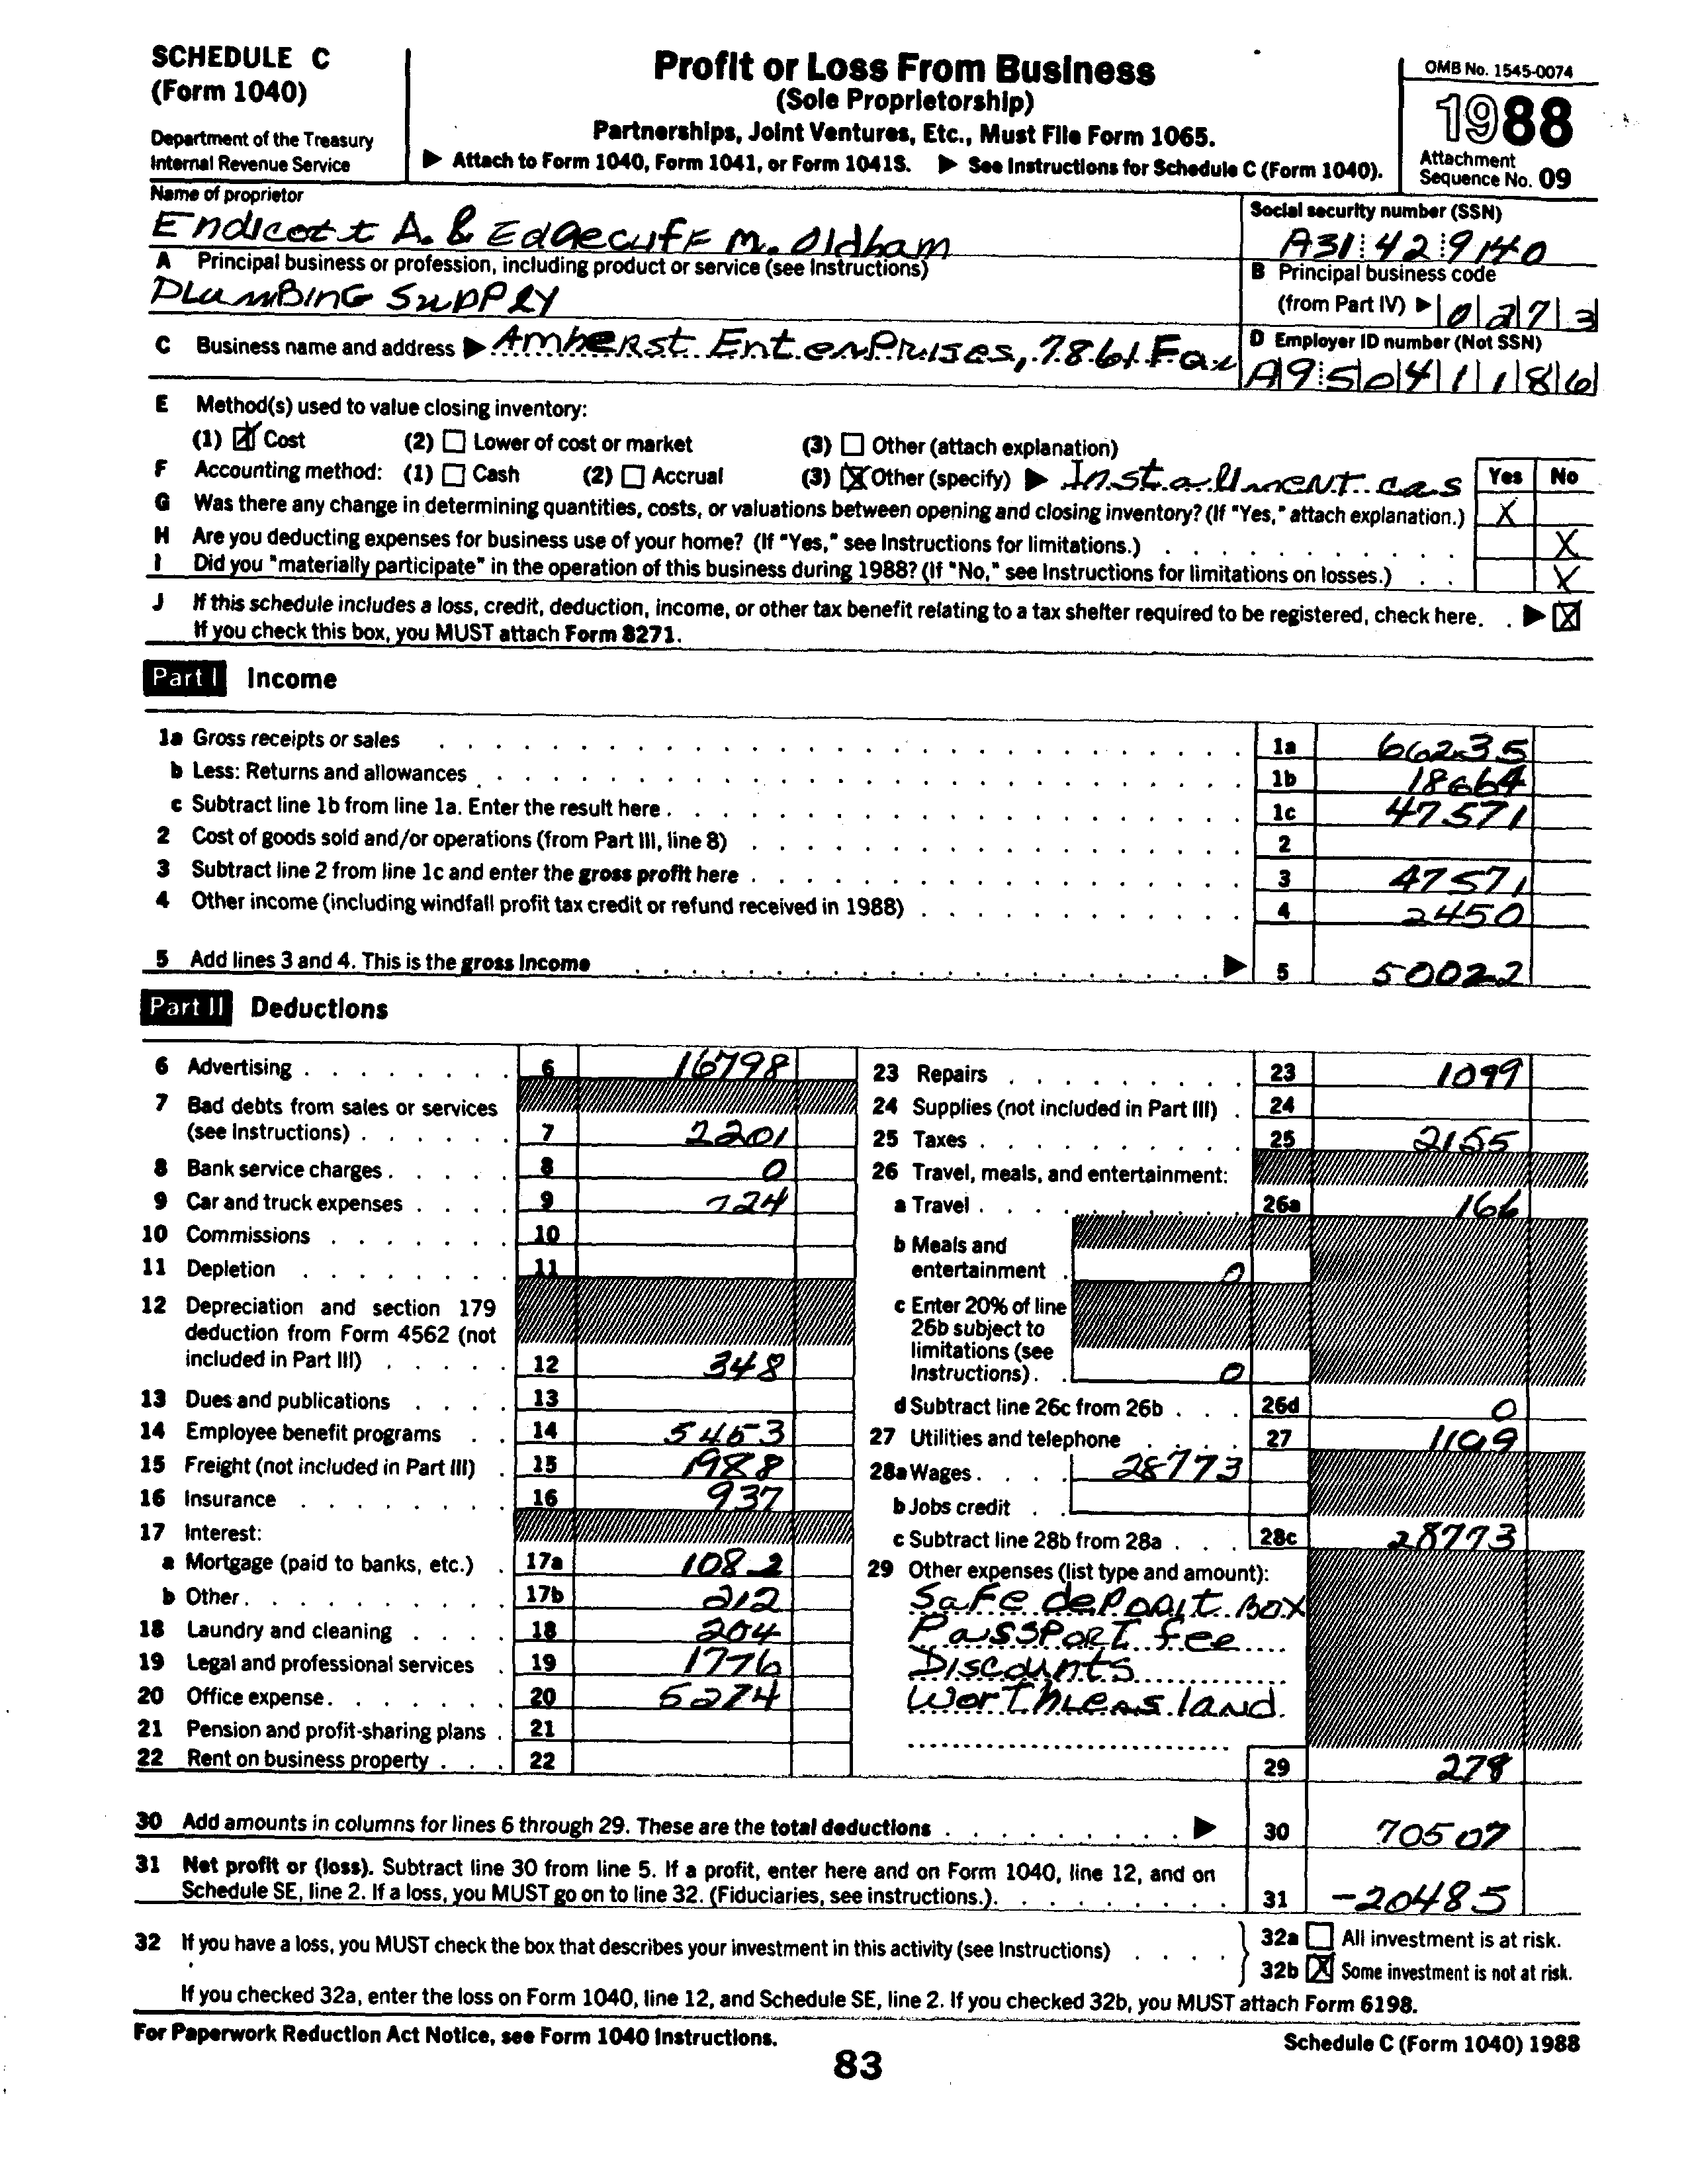 SCHEDULE C
(Form 1040)
Department of the Treasury
Internal Revenue Service
Profit or Loss From Business
(Sole Proprietorship)
Partnerships, Joint Ventures, Etc., Must File Form 1065.
▶ Attach to Form 1040, Form 1041, or Form 1041S. ▶ See Instructions for Schedule C (Form 1040).
OMB No. 1545-0074
1988
Attachment
Sequence No. 09
Name of proprietor
Endicott A. & Edgecuff M. Oldham
Social security number (SSN)
A31 42 9140
A Principal business or profession, including product or service (see Instructions)
Plumbing Supply
B Principal business code
(from Part IV) ▶ 0273
C Business name and address ▶ Amherst Enterprises, 7861 Fax
D Employer ID number (Not SSN)
A95041186
E Method(s) used to value closing inventory:
(1) ☒ Cost (2) ☐ Lower of cost or market (3) ☐ Other (attach explanation)
F Accounting method: (1) ☐ Cash (2) ☐ Accrual (3) ☒ Other (specify) ▶ Installment cas
Yes No
G Was there any change in determining quantities, costs, or valuations between opening and closing inventory? (If "Yes," attach explanation.) X
H Are you deducting expenses for business use of your home? (If "Yes," see Instructions for limitations.) X
I Did you "materially participate" in the operation of this business during 1988? (If "No," see Instructions for limitations on losses.) X
J If this schedule includes a loss, credit, deduction, income, or other tax benefit relating to a tax shelter required to be registered, check here. ▶ ☒
If you check this box, you MUST attach Form 8271.
Part I Income
1a Gross receipts or sales 1a 66235
b Less: Returns and allowances 1b 18664
c Subtract line 1b from line 1a. Enter the result here 1c 47571
2 Cost of goods sold and/or operations (from Part III, line 8) 2
3 Subtract line 2 from line 1c and enter the gross profit here 3 47571
4 Other income (including windfall profit tax credit or refund received in 1988) 4 2450
5 Add lines 3 and 4. This is the gross income ▶ 5 50022
Part II Deductions
6 Advertising 6 16798
7 Bad debts from sales or services
(see Instructions) 7 2201
8 Bank service charges 8 0
9 Car and truck expenses 9 724
10 Commissions 10
11 Depletion 11
12 Depreciation and section 179
deduction from Form 4562 (not
included in Part III) 12 348
13 Dues and publications 13
14 Employee benefit programs 14 5453
15 Freight (not included in Part III) 15 1988
16 Insurance 16 937
17 Interest:
a Mortgage (paid to banks, etc.) 17a 1082
b Other 17b 212
18 Laundry and cleaning 18 204
19 Legal and professional services 19 1776
20 Office expense 20 5274
21 Pension and profit-sharing plans 21
22 Rent on business property 22
23 Repairs 23 1099
24 Supplies (not included in Part III) 24
25 Taxes 25 2155
26 Travel, meals, and entertainment:
a Travel 26a 166
b Meals and
entertainment 0
c Enter 20% of line
26b subject to
limitations (see
Instructions) 0
d Subtract line 26c from 26b 26d 0
27 Utilities and telephone 27 1109
28a Wages 28773
b Jobs credit
c Subtract line 28b from 28a 28c 28773
29 Other expenses (list type and amount):
Safe deposit box
Passport fee
Discounts
Worthless land
29 278
30 Add amounts in columns for lines 6 through 29. These are the total deductions ▶ 30 70507
31 Net profit or (loss). Subtract line 30 from line 5. If a profit, enter here and on Form 1040, line 12, and on
Schedule SE, line 2. If a loss, you MUST go on to line 32. (Fiduciaries, see instructions.) 31 -20485
32 If you have a loss, you MUST check the box that describes your investment in this activity (see Instructions)
32a ☐ All investment is at risk.
32b ☒ Some investment is not at risk.
If you checked 32a, enter the loss on Form 1040, line 12, and Schedule SE, line 2. If you checked 32b, you MUST attach Form 6198.
For Paperwork Reduction Act Notice, see Form 1040 Instructions.
Schedule C (Form 1040) 1988
83